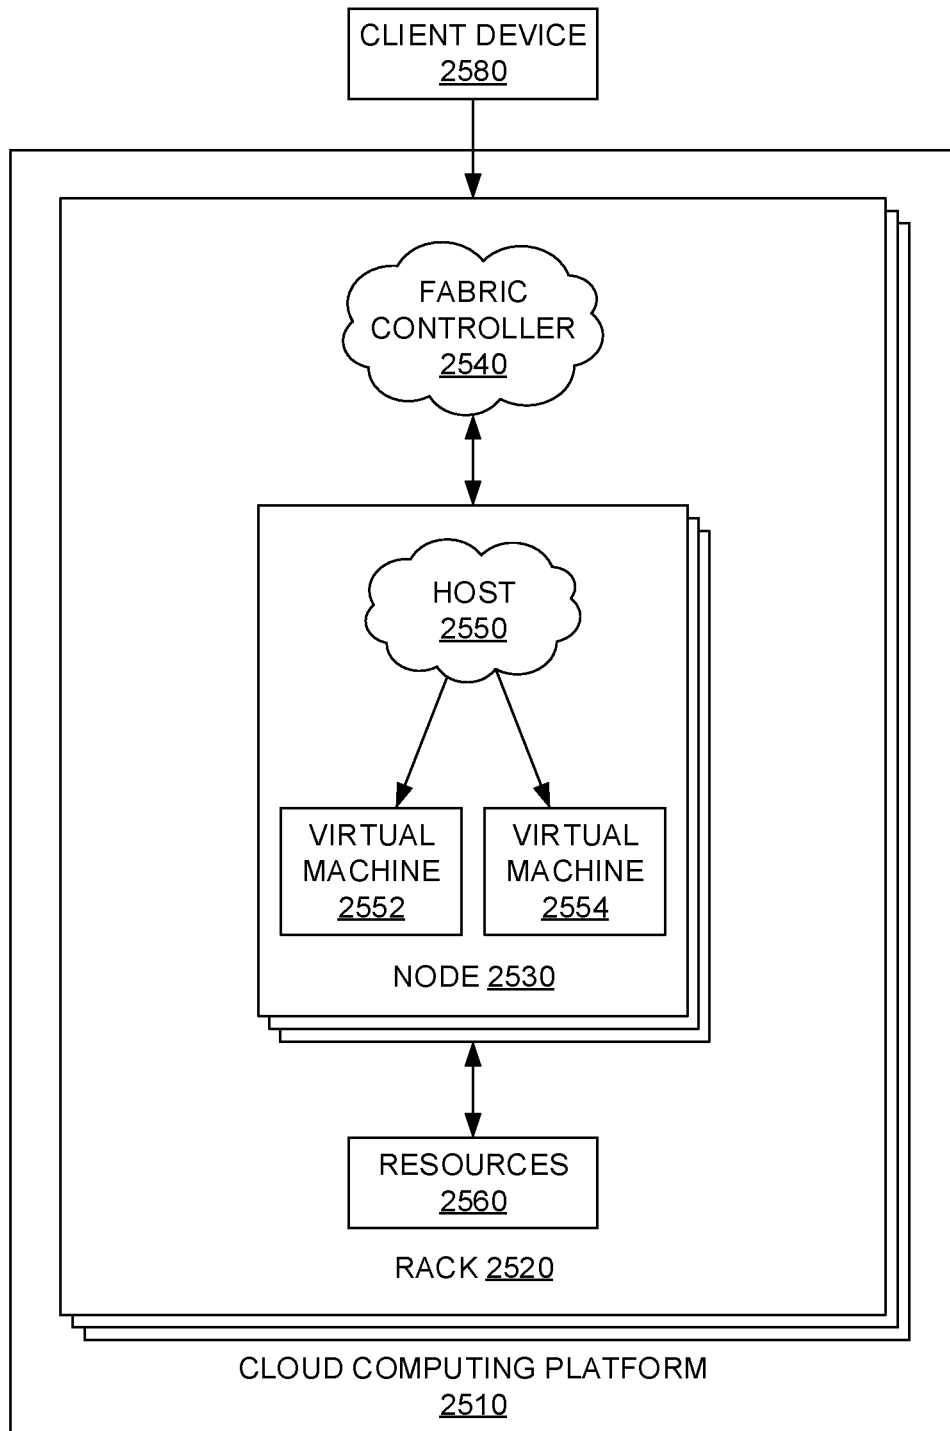 CLIENT DEVICE
2580
FABRIC
CONTROLLER
2540
HOST
2550
VIRTUAL
MACHINE
2552
VIRTUAL
MACHINE
2554
NODE 2530
RESOURCES
2560
RACK 2520
CLOUD COMPUTING PLATFORM
2510